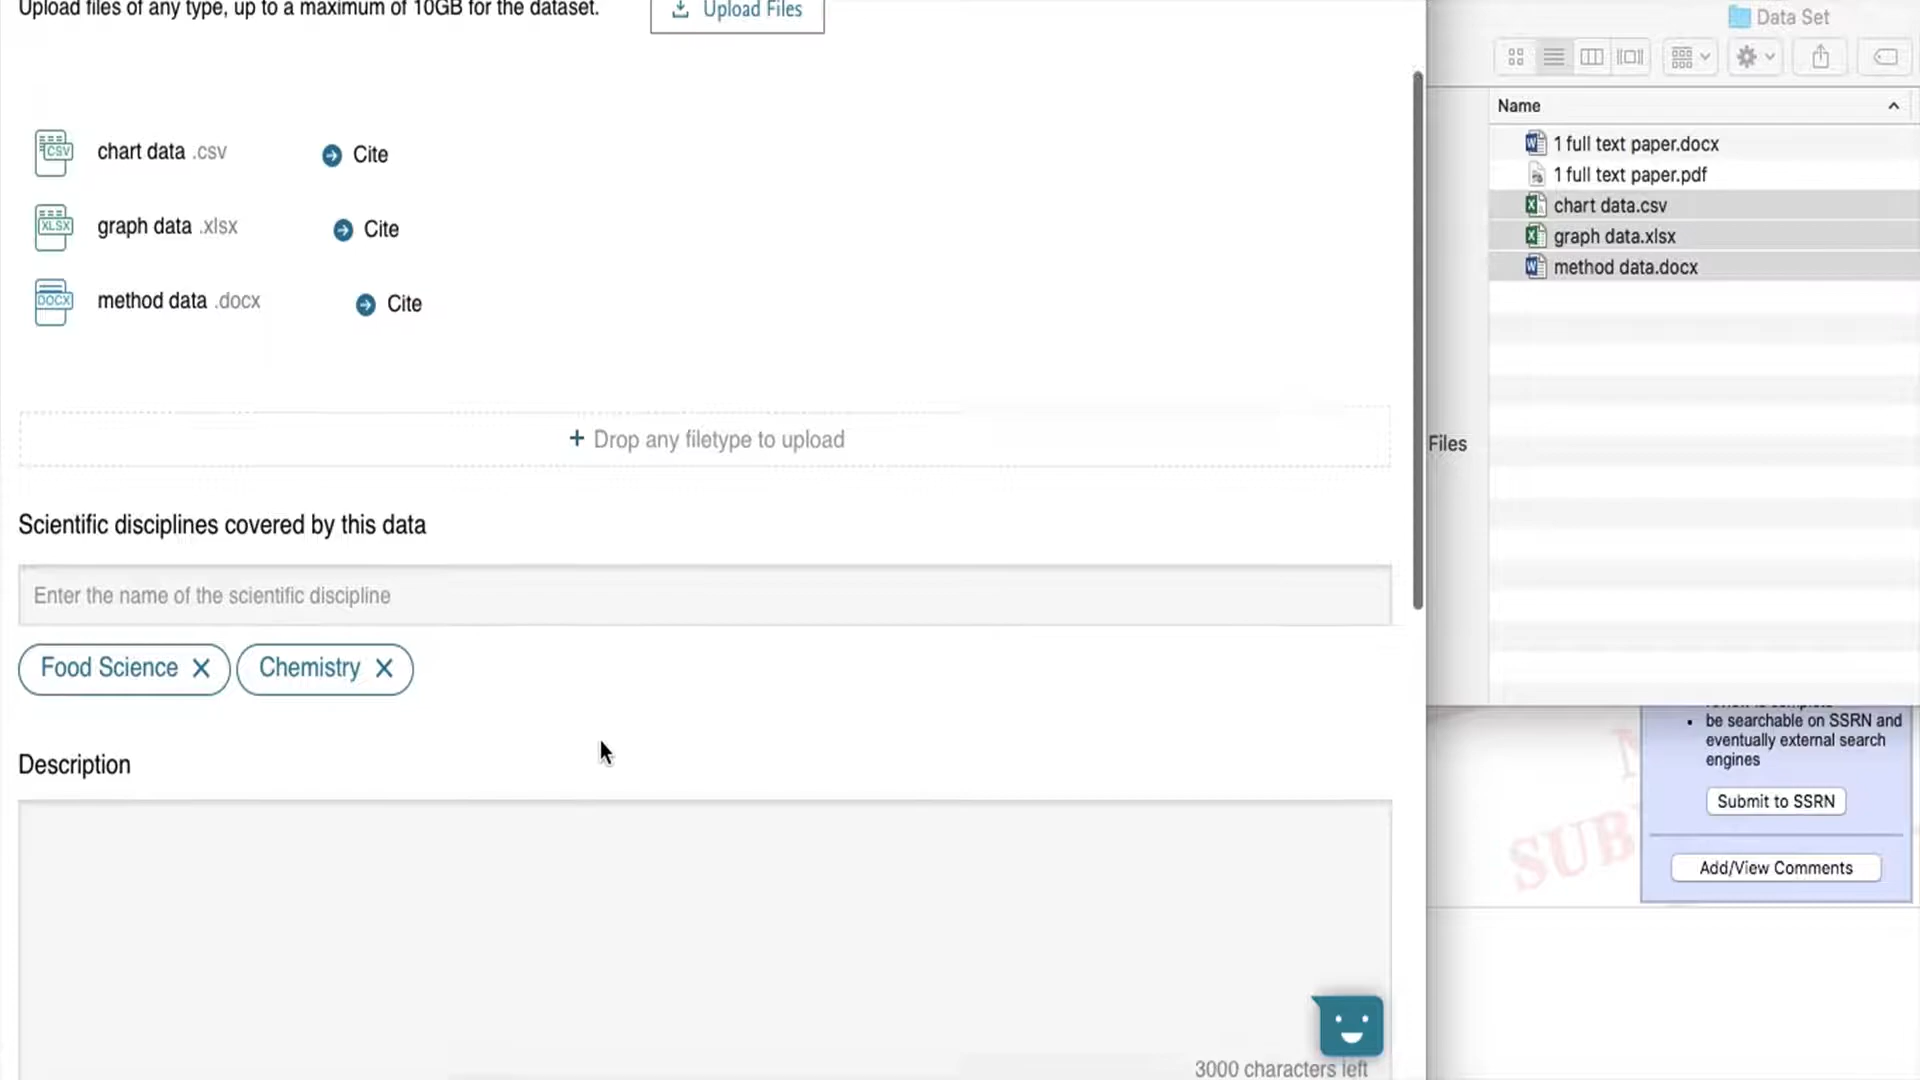 Upload files of any type, up to a maximum of 10GB for the dataset.
Upload Files
CSV
chart data .csv
Cite
XLSX
graph data .xlsx
Cite
DOCX
method data .docx
Cite
+ Drop any filetype to upload
Scientific disciplines covered by this data
Enter the name of the scientific discipline
Food Science X
Chemistry X
Description
3000 characters left
Data Set
Name
1 full text paper.docx
1 full text paper.pdf
chart data.csv
graph data.xlsx
method data.docx
Files
• be searchable on SSRN and
eventually external search
engines
Submit to SSRN
Add/View Comments
SUB